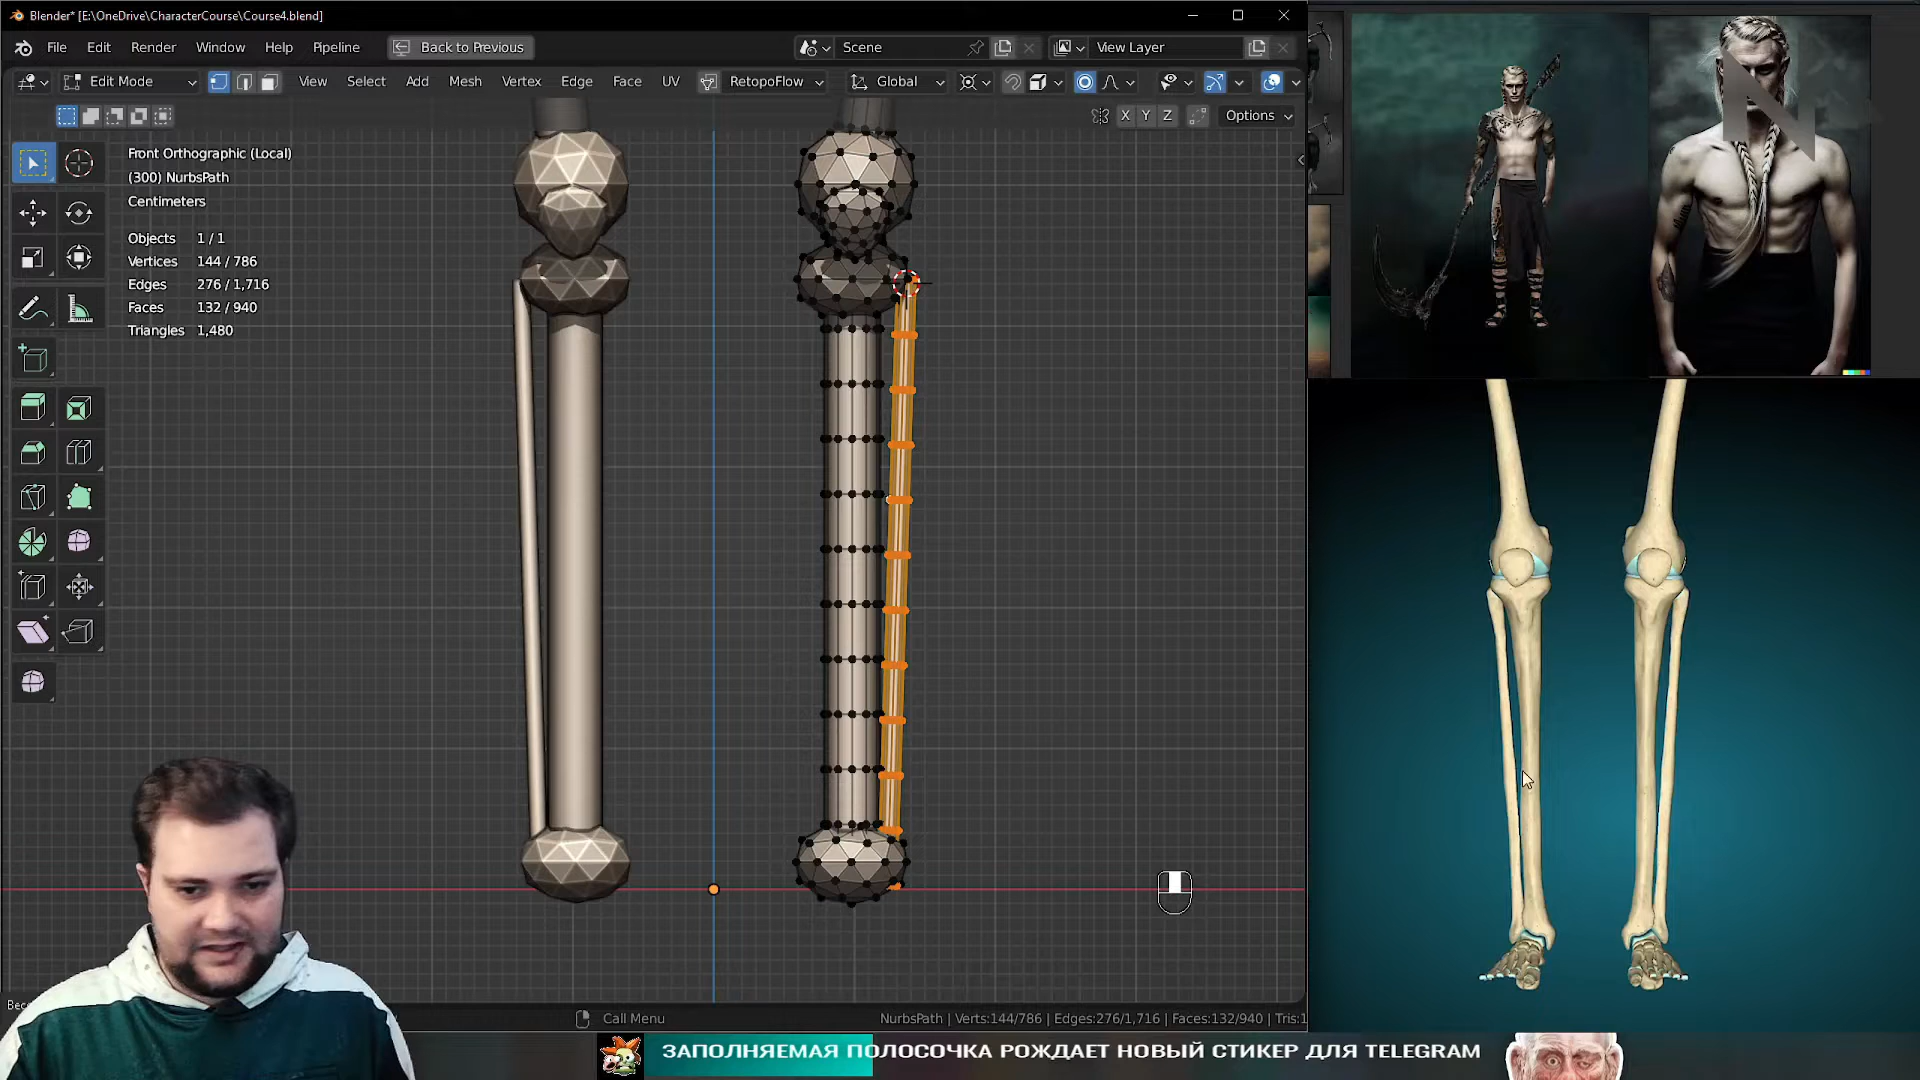 Blender* [E:\OneDrive\CharacterCourse\Course4.blend]
File Edit Render Window Help Pipeline Back to Previous Scene View Layer
Edit Mode View Select Add Mesh Vertex Edge Face UV RetopoFlow Global
X Y Z Options
Front Orthographic (Local)
(300) NurbsPath
Centimeters
Objects 1 / 1
Vertices 144 / 786
Edges 276 / 1,716
Faces 132 / 940
Triangles 1,480
Call Menu NurbsPath | Verts:144/786 | Edges:276/1,716 | Faces:132/940 | Tris:1
ЗАПОЛНЯЕМАЯ ПОЛОСОЧКА РОЖДАЕТ НОВЫЙ СТИКЕР ДЛЯ TELEGRAM